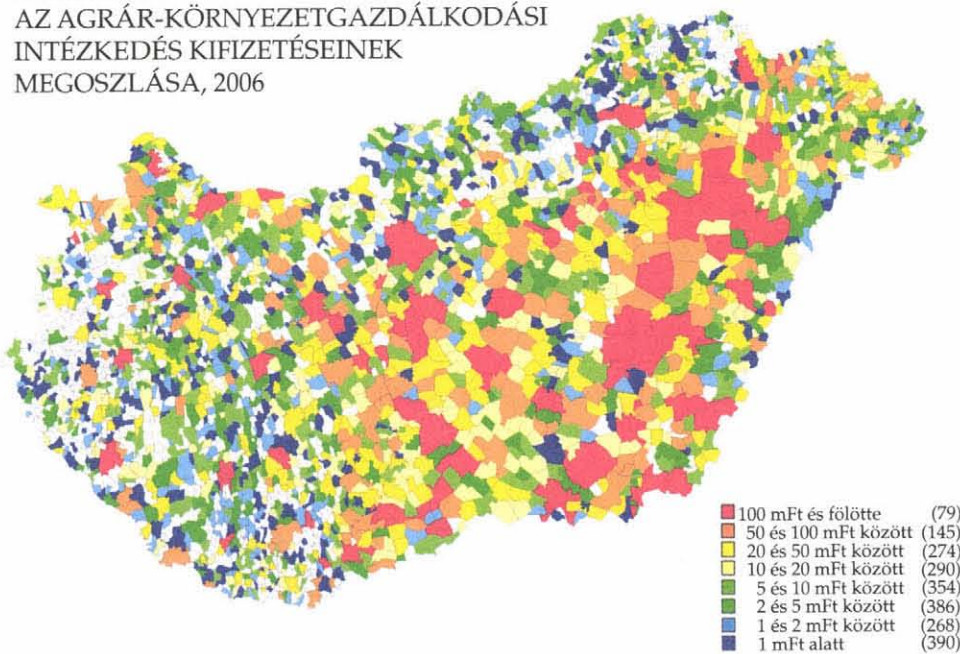 AZ AGRÁR-KÖRNYEZETGAZDÁLKODÁSI
INTÉZKEDÉS KIFIZETÉSEINEK
MEGOSZLÁSA, 2006
100 mFt és fölötte (79)
50 és 100 mFt között (145)
20 és 50 mFt között (274)
10 és 20 mFt között (290)
5 és 10 mFt között (354)
2 és 5 mFt között (386)
1 és 2 mFt között (268)
1 mFt alatt (390)